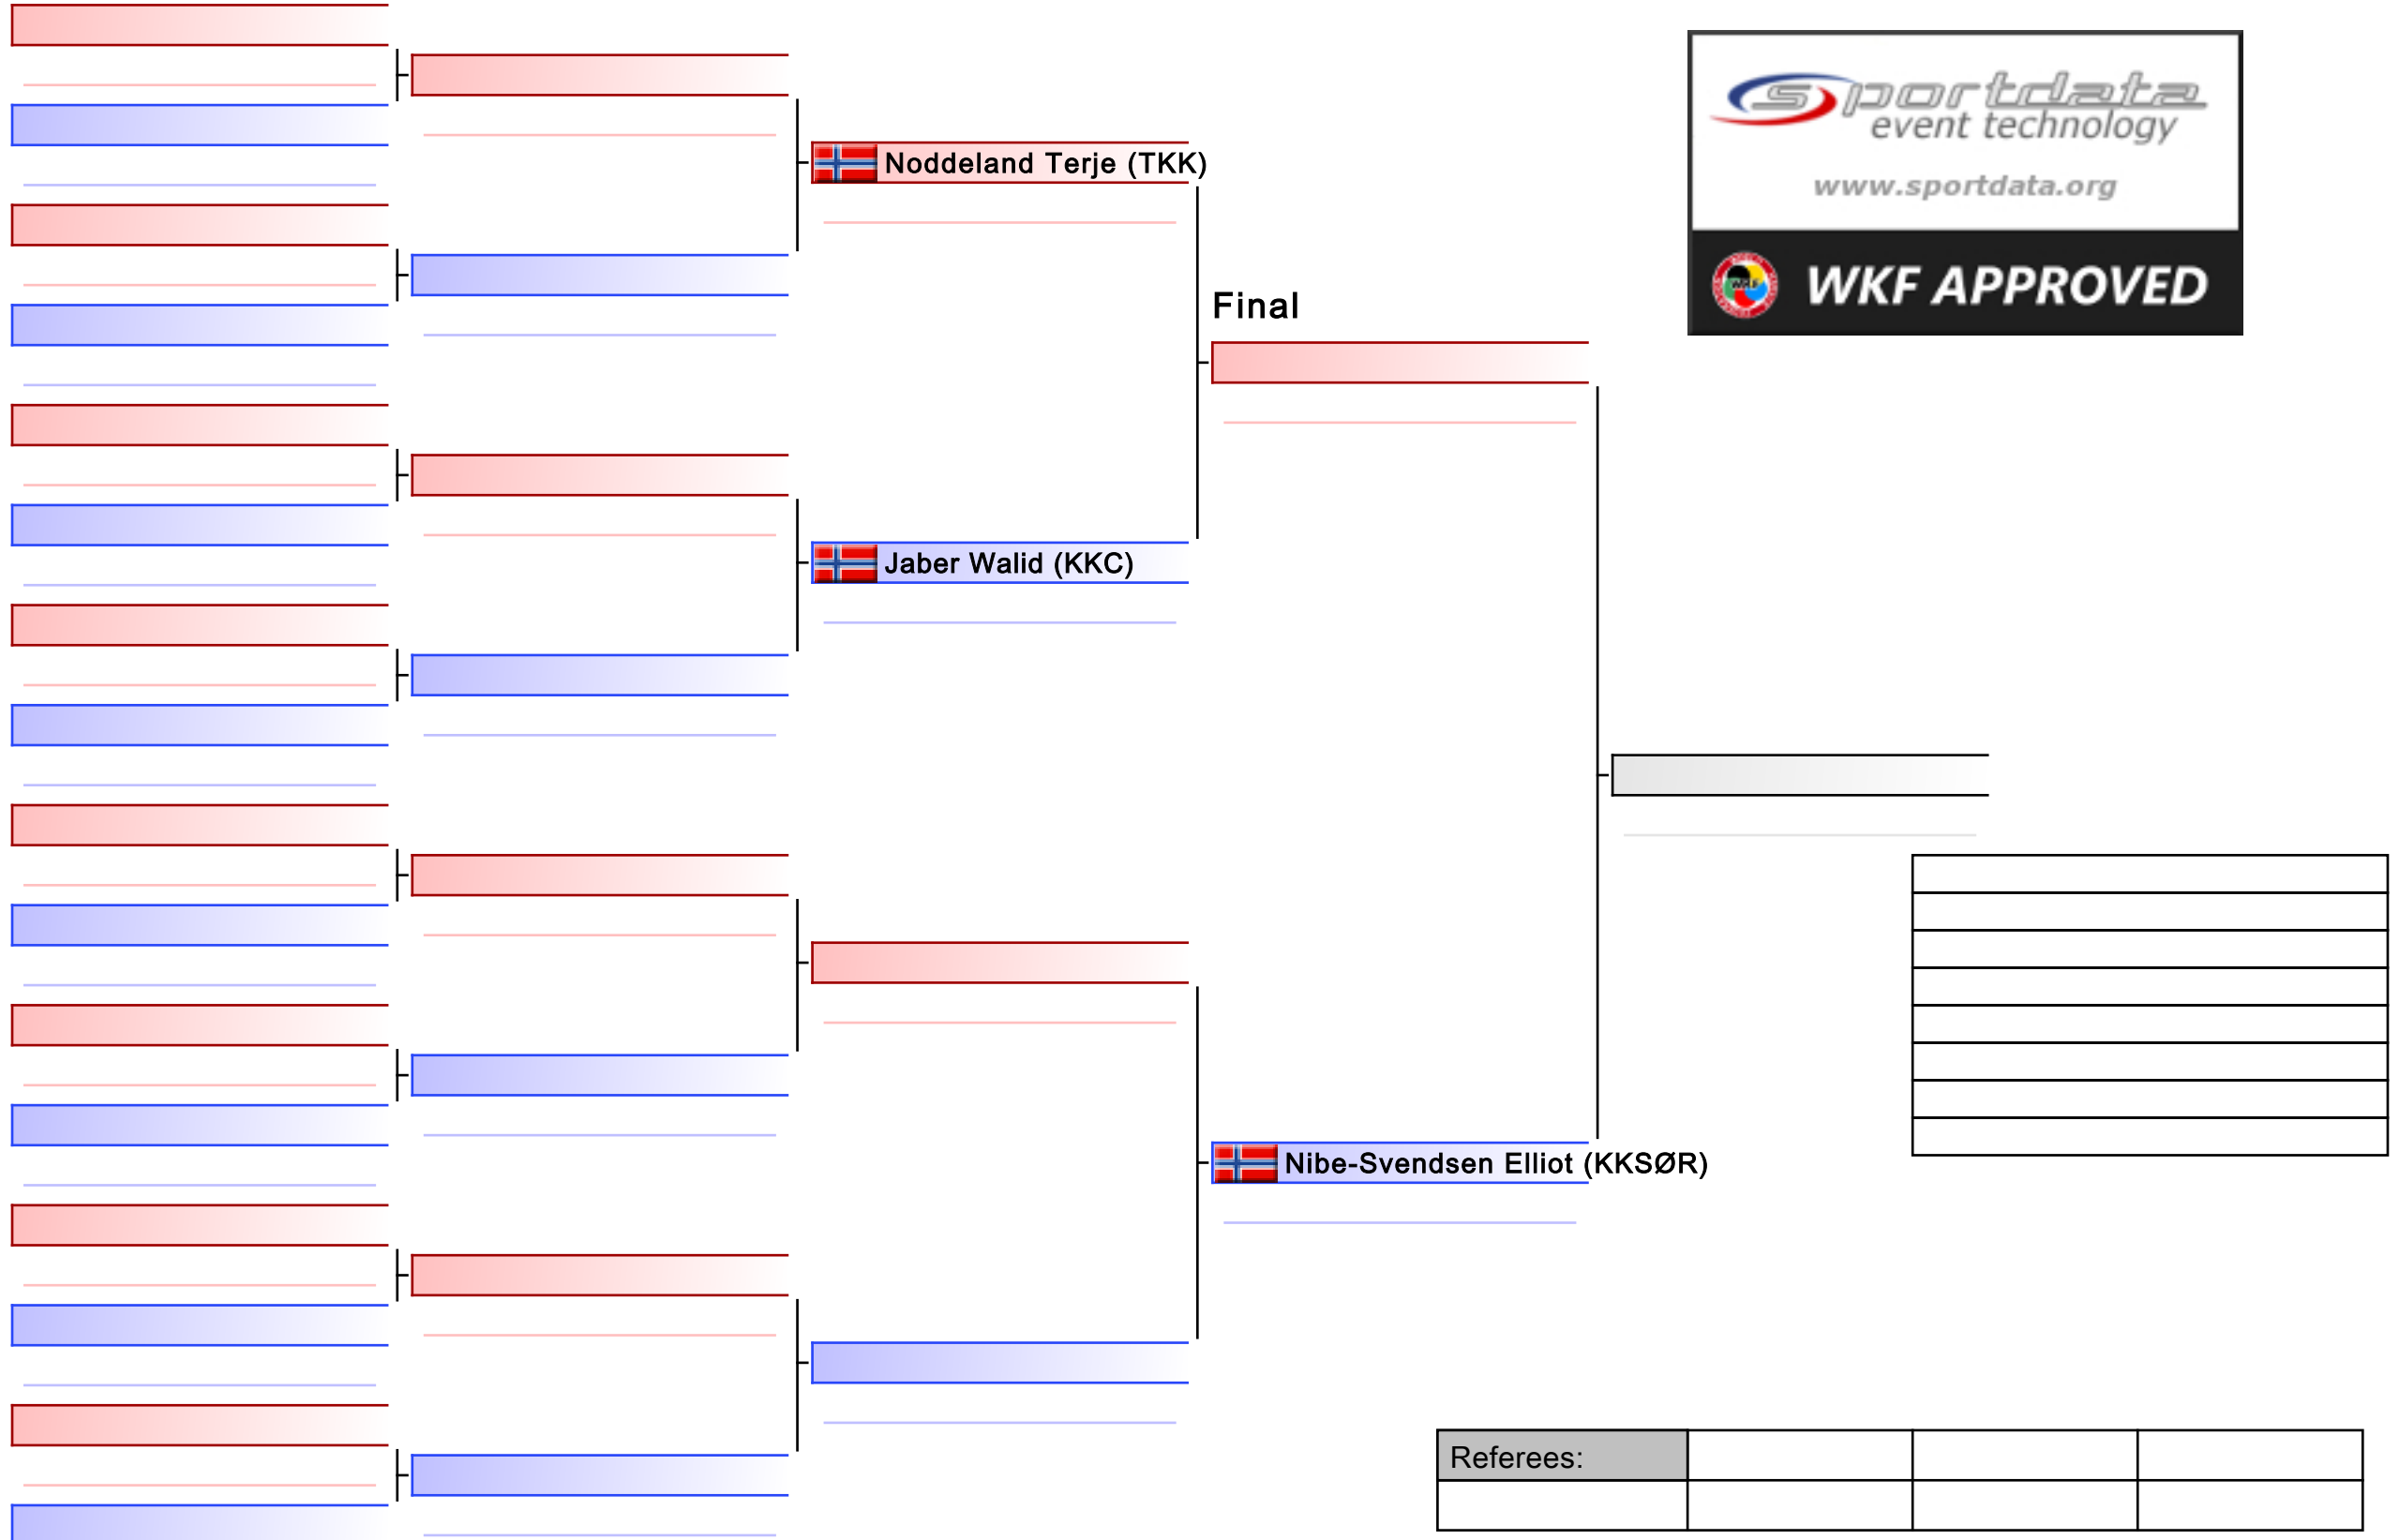 sportdata
event technology
www.sportdata.org
WKF APPROVED
Noddeland Terje (TKK)
Final
Jaber Walid (KKC)
Nibe-Svendsen Elliot (KKSØR)
Referees: